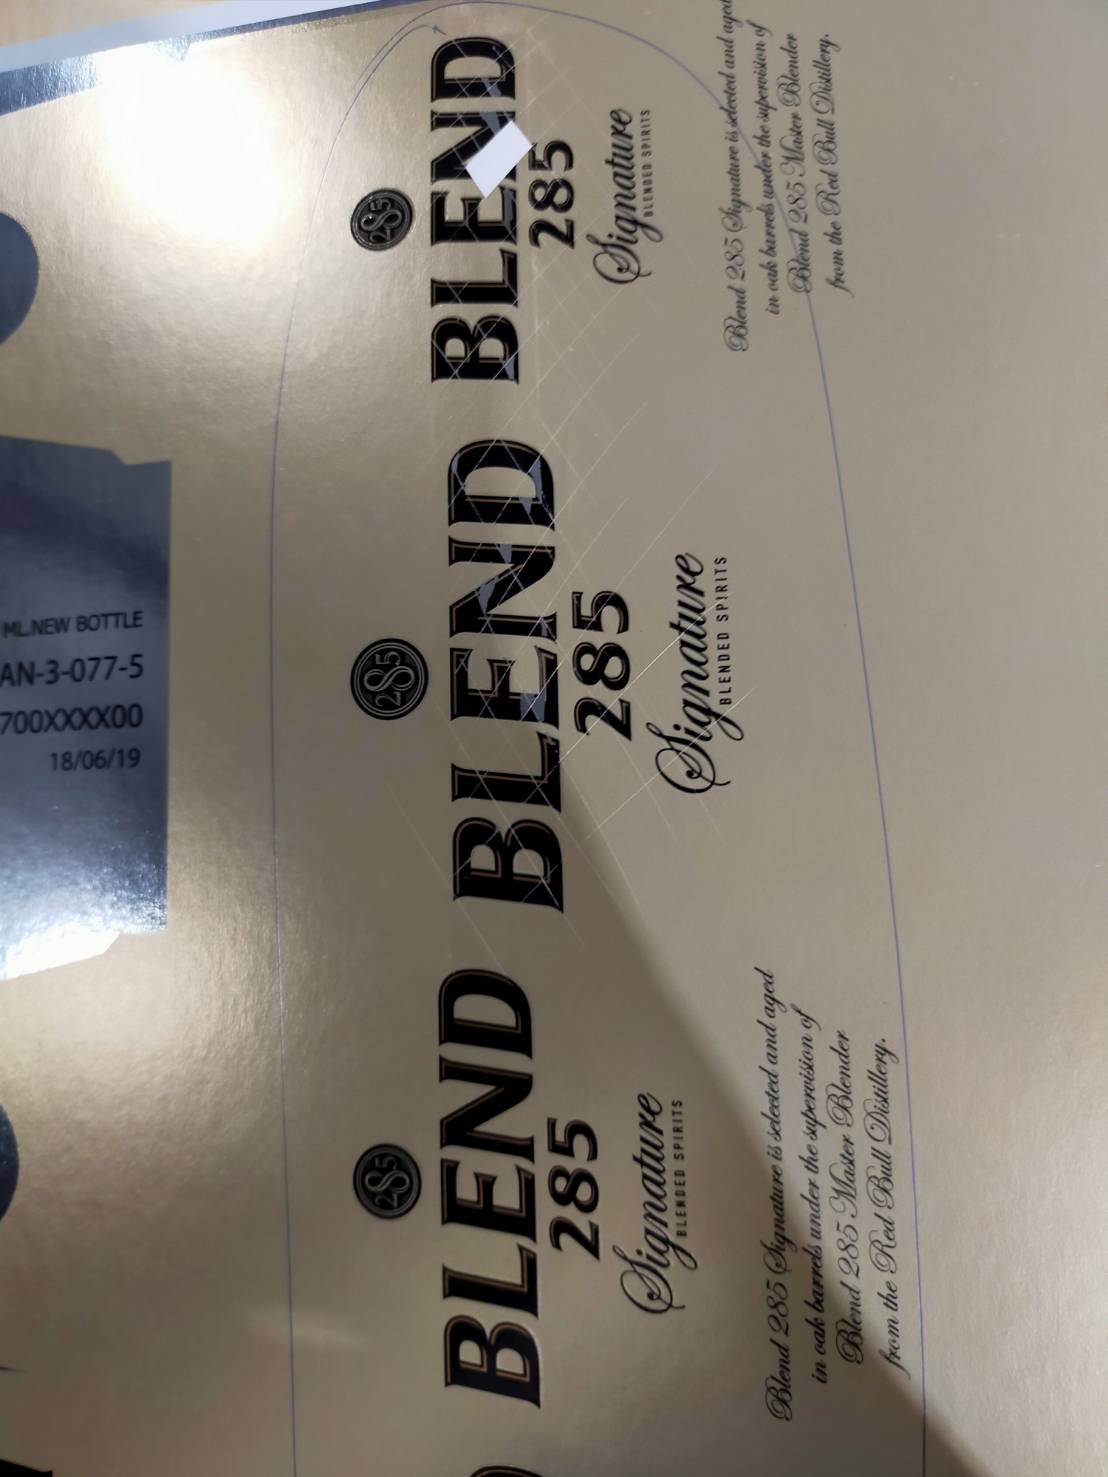 ML.NEW BOTTLE
AN-3-077-5
700XXXX00
18/06/19
285
BLEND
285
Signature
BLENDED SPIRITS
Blend 285 Signature is selected and aged
in oak barrels under the supervision of
Blend 285 Master Blender
from the Red Bull Distillery.
285
BLEND
285
Signature
BLENDED SPIRITS
285
BLEND
285
Signature
BLENDED SPIRITS
Blend 285 Signature is selected and aged
in oak barrels under the supervision of
Blend 285 Master Blender
from the Red Bull Distillery.